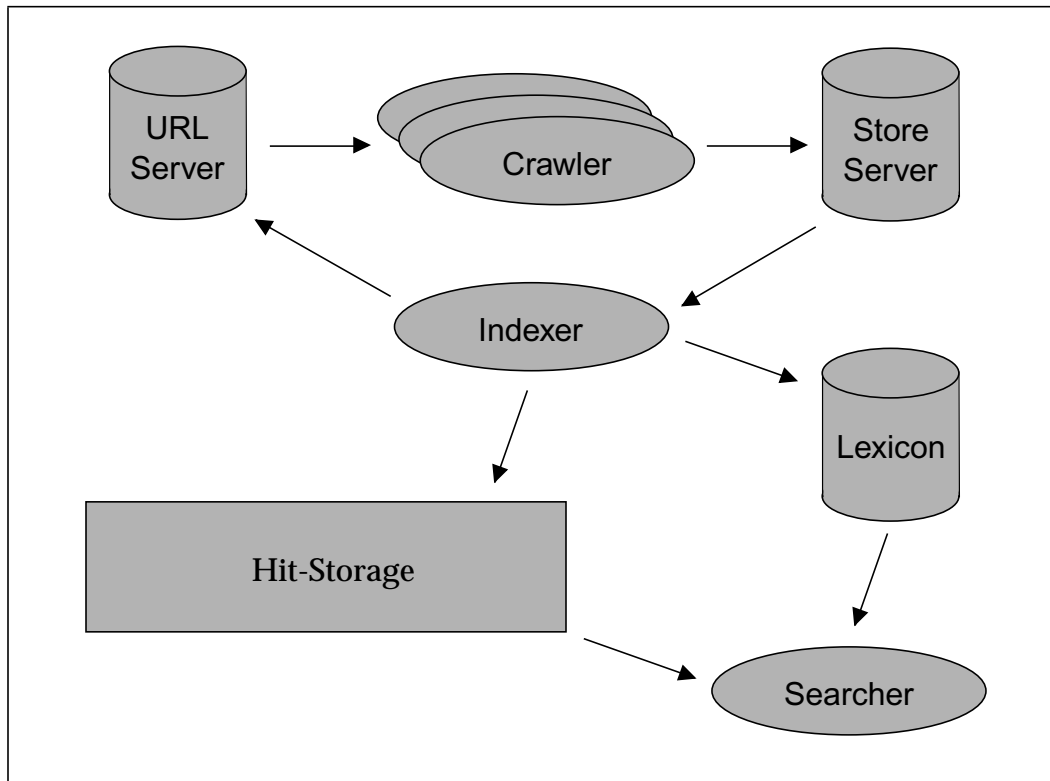 URL
Server
Crawler
Store
Server
Indexer
Lexicon
Hit-Storage
Searcher